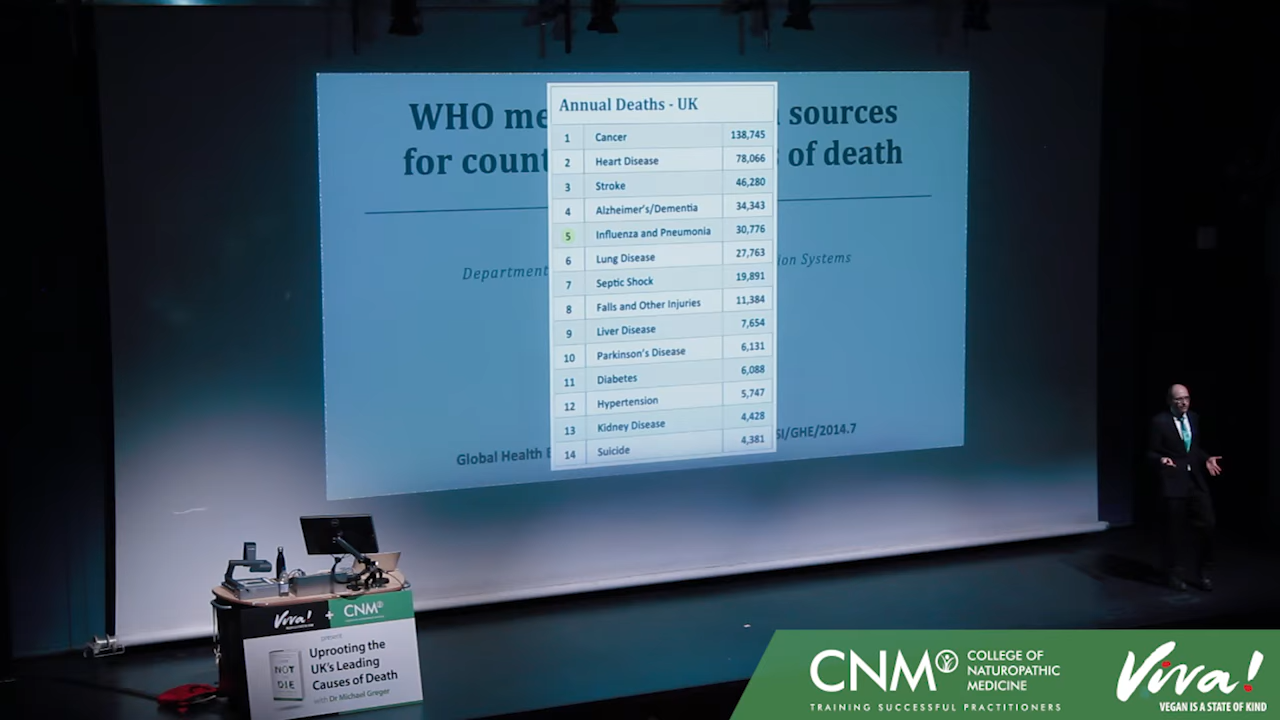 WHO me
sources
for count
of death
Department
ion Systems
Global Health
SI/GHE/2014.7
Annual Deaths - UK
1 Cancer 138,745
2 Heart Disease 78,066
3 Stroke 46,280
4 Alzheimer's/Dementia 34,343
5 Influenza and Pneumonia 30,776
6 Lung Disease 27,763
7 Septic Shock 19,891
8 Falls and Other Injuries 11,384
9 Liver Disease 7,654
10 Parkinson's Disease 6,131
11 Diabetes 6,088
12 Hypertension 5,747
13 Kidney Disease 4,428
14 Suicide 4,381
Viva! + CNM
Uprooting the
UK's Leading
Causes of Death
with Dr Michael Greger
NOT
DIE
CNM COLLEGE OF
NATUROPATHIC
MEDICINE
TRAINING SUCCESSFUL PRACTITIONERS
Viva!
VEGAN IS A STATE OF KIND